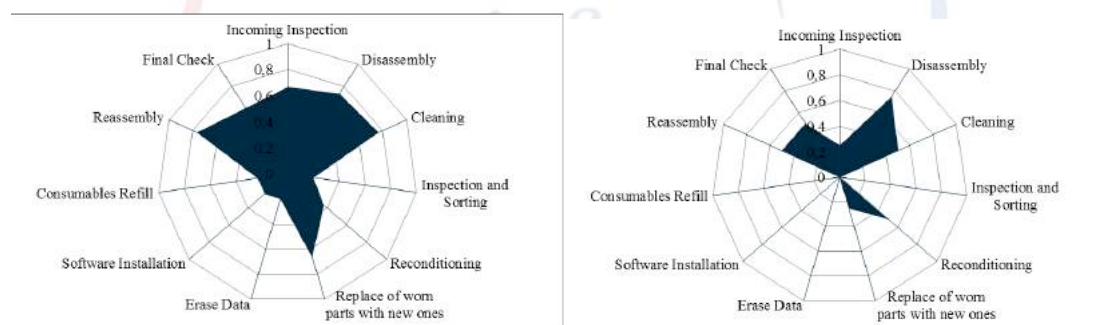 Incoming Inspection
1
Final Check
Disassembly
0,8
0,6
Reassembly
Cleaning
0,4
0,2
0
Consumables Refill
Inspection and
Sorting
Software Installation
Reconditioning
Erase Data
Replace of worn
parts with new ones
Incoming Inspection
1
Final Check
Disassembly
0,8
0,6
Reassembly
Cleaning
0,4
0,2
0
Consumables Refill
Inspection and
Sorting
Software Installation
Reconditioning
Erase Data
Replace of worn
parts with new ones